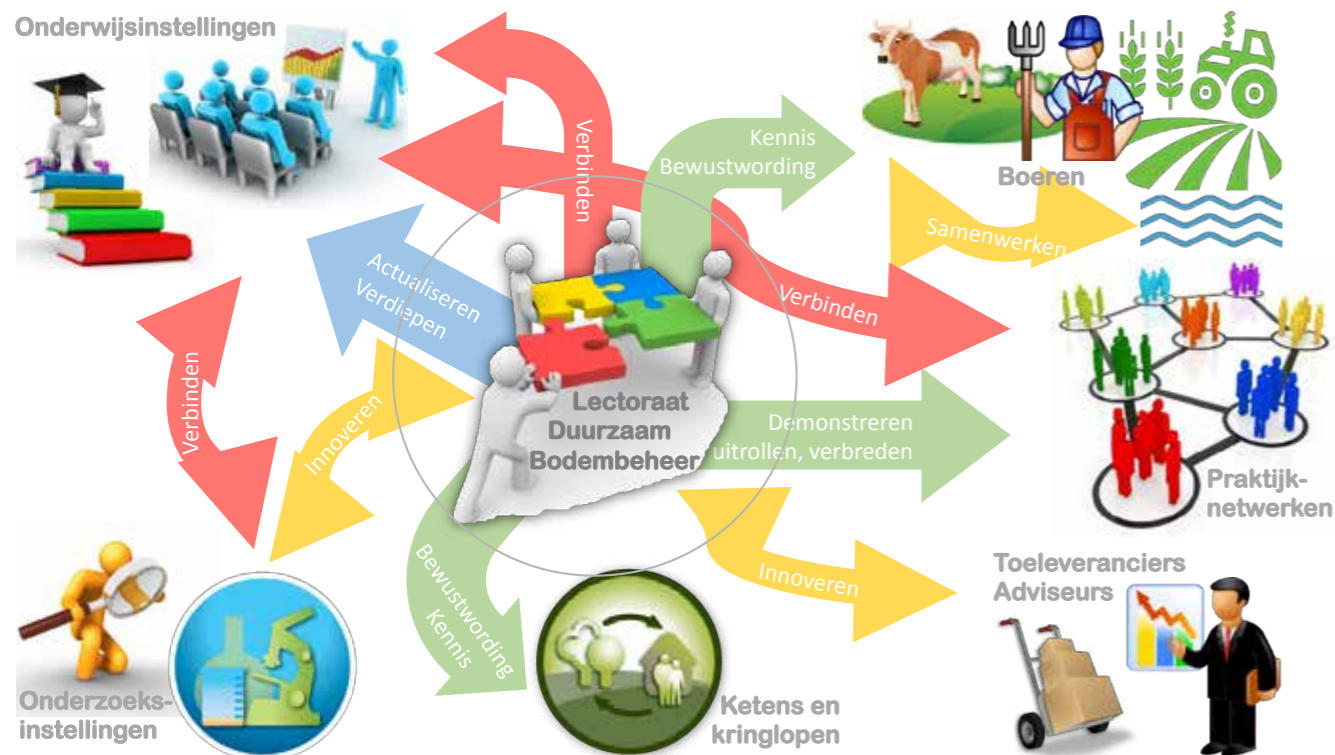 Onderwijsinstellingen
Verbinden
Kennis
Bewustwording
Boeren
Samenwerken
Verbinden
Actualiseren
Verdiepen
Verbinden
Innoveren
Lectoraat
Duurzaam
Bodembeheer
Demonstreren
uitrollen, verbreden
Praktijk-
netwerken
Innoveren
Toeleveranciers
Adviseurs
Bewustwording
Kennis
Onderzoeks-
instellingen
Ketens en
kringlopen